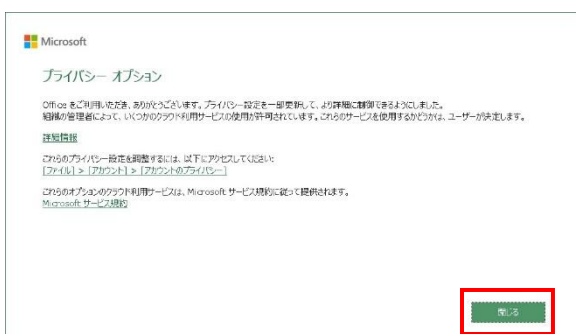 Microsoft
プライバシー オプション
Office をご利用いただき、ありがとうございます。プライバシー設定を一部更新して、より詳細に制御できるようにしました。
組織の管理者によって、いくつかのクラウド利用サービスの使用が許可されています。これらのサービスを使用するかどうかは、ユーザーが決定します。
詳細情報
これらのプライバシー設定を調整するには、以下にアクセスしてください:
[ファイル] > [アカウント] > [アカウントのプライバシー]
これらのオプションのクラウド利用サービスは、Microsoft サービス規約に従って提供されます。
Microsoft サービス規約
閉じる